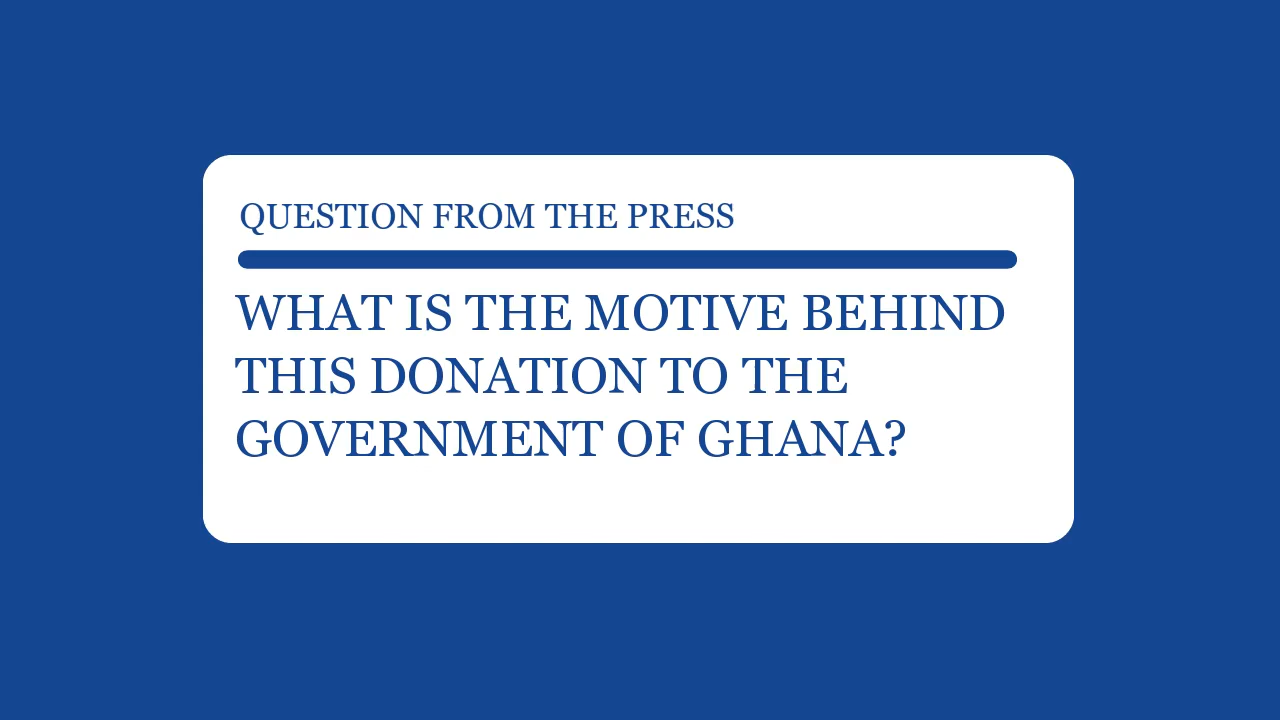 QUESTION FROM THE PRESS
WHAT IS THE MOTIVE BEHIND
THIS DONATION TO THE
GOVERNMENT OF GHANA?